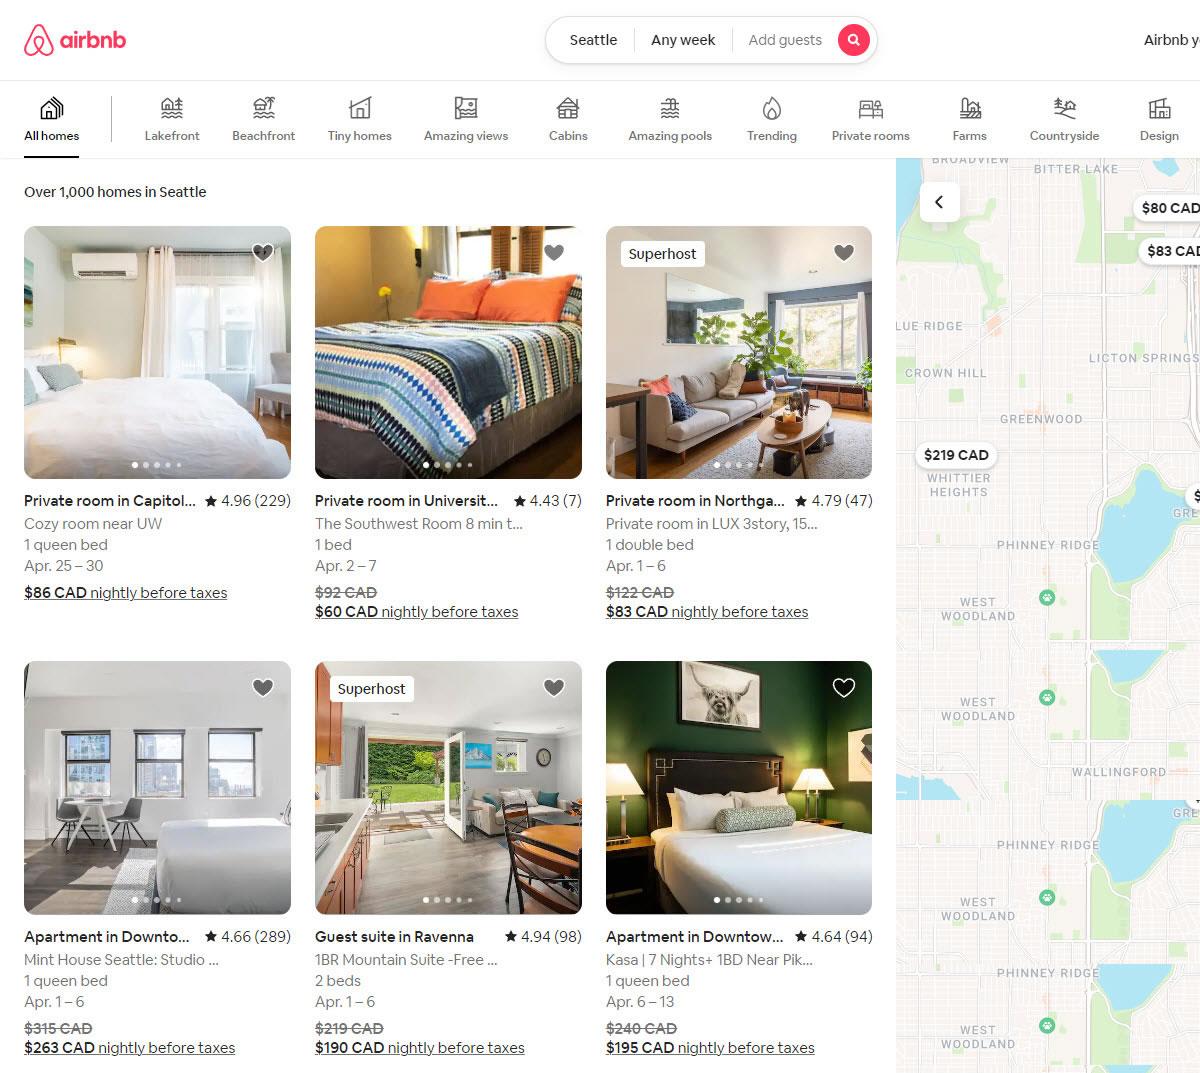 airbnb
Seattle
Any week
Add guests
Airbnb
All homes
Lakefront
Beachfront
Tiny homes
Amazing views
Cabins
Amazing pools
Trending
Private rooms
Farms
Countryside
Design
Over 1,000 homes in Seattle
Superhost
Private room in Capitol... 4.96 (229)
Cozy room near UW
1 queen bed
Apr. 25 – 30
$86 CAD nightly before taxes
Private room in Universit... 4.43 (7)
The Southwest Room 8 min t...
1 bed
Apr. 2 – 7
$92 CAD
$60 CAD nightly before taxes
Private room in Northga... 4.79 (47)
Private room in LUX 3story, 15...
1 double bed
Apr. 1 – 6
$122 CAD
$83 CAD nightly before taxes
Superhost
Apartment in Downto... 4.66 (289)
Mint House Seattle: Studio ...
1 queen bed
Apr. 1 – 6
$315 CAD
$263 CAD nightly before taxes
Guest suite in Ravenna 4.94 (98)
1BR Mountain Suite -Free ...
2 beds
Apr. 1 – 6
$219 CAD
$190 CAD nightly before taxes
Apartment in Downtow... 4.64 (94)
Kasa | 7 Nights+ 1BD Near Pik...
1 queen bed
Apr. 6 – 13
$240 CAD
$195 CAD nightly before taxes
BROADVIEW
BITTER LAKE
$80 CAD
$83 CAD
LUE RIDGE
LICTON SPRINGS
CROWN HILL
GREENWOOD
$219 CAD
WHITTIER
HEIGHTS
GRE
PHINNEY RIDGE
WEST
WOODLAND
WEST
WOODLAND
WALLINGFORD
GRE
PHINNEY RIDGE
WEST
WOODLAND
PHINNEY RIDGE
WEST
WOODLAND